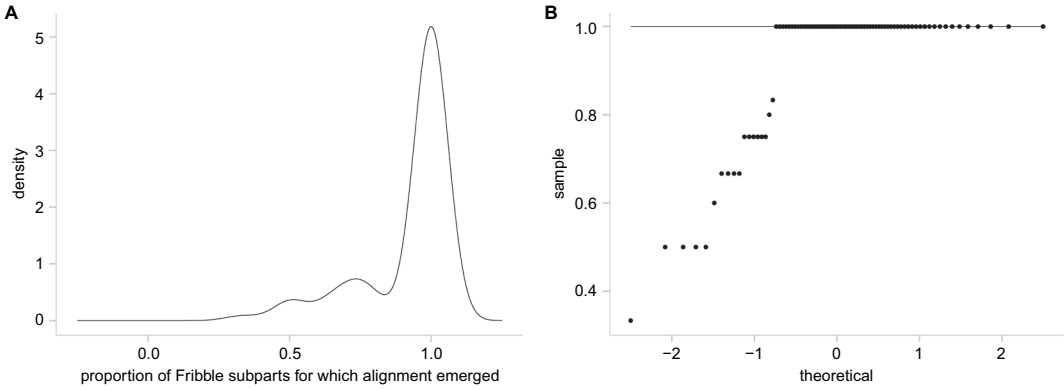 A
5
4
3
2
1
0
density
0.0 0.5 1.0
proportion of Fribble subparts for which alignment emerged
B
1.0
0.8
0.6
0.4
sample
−2 −1 0 1 2
theoretical